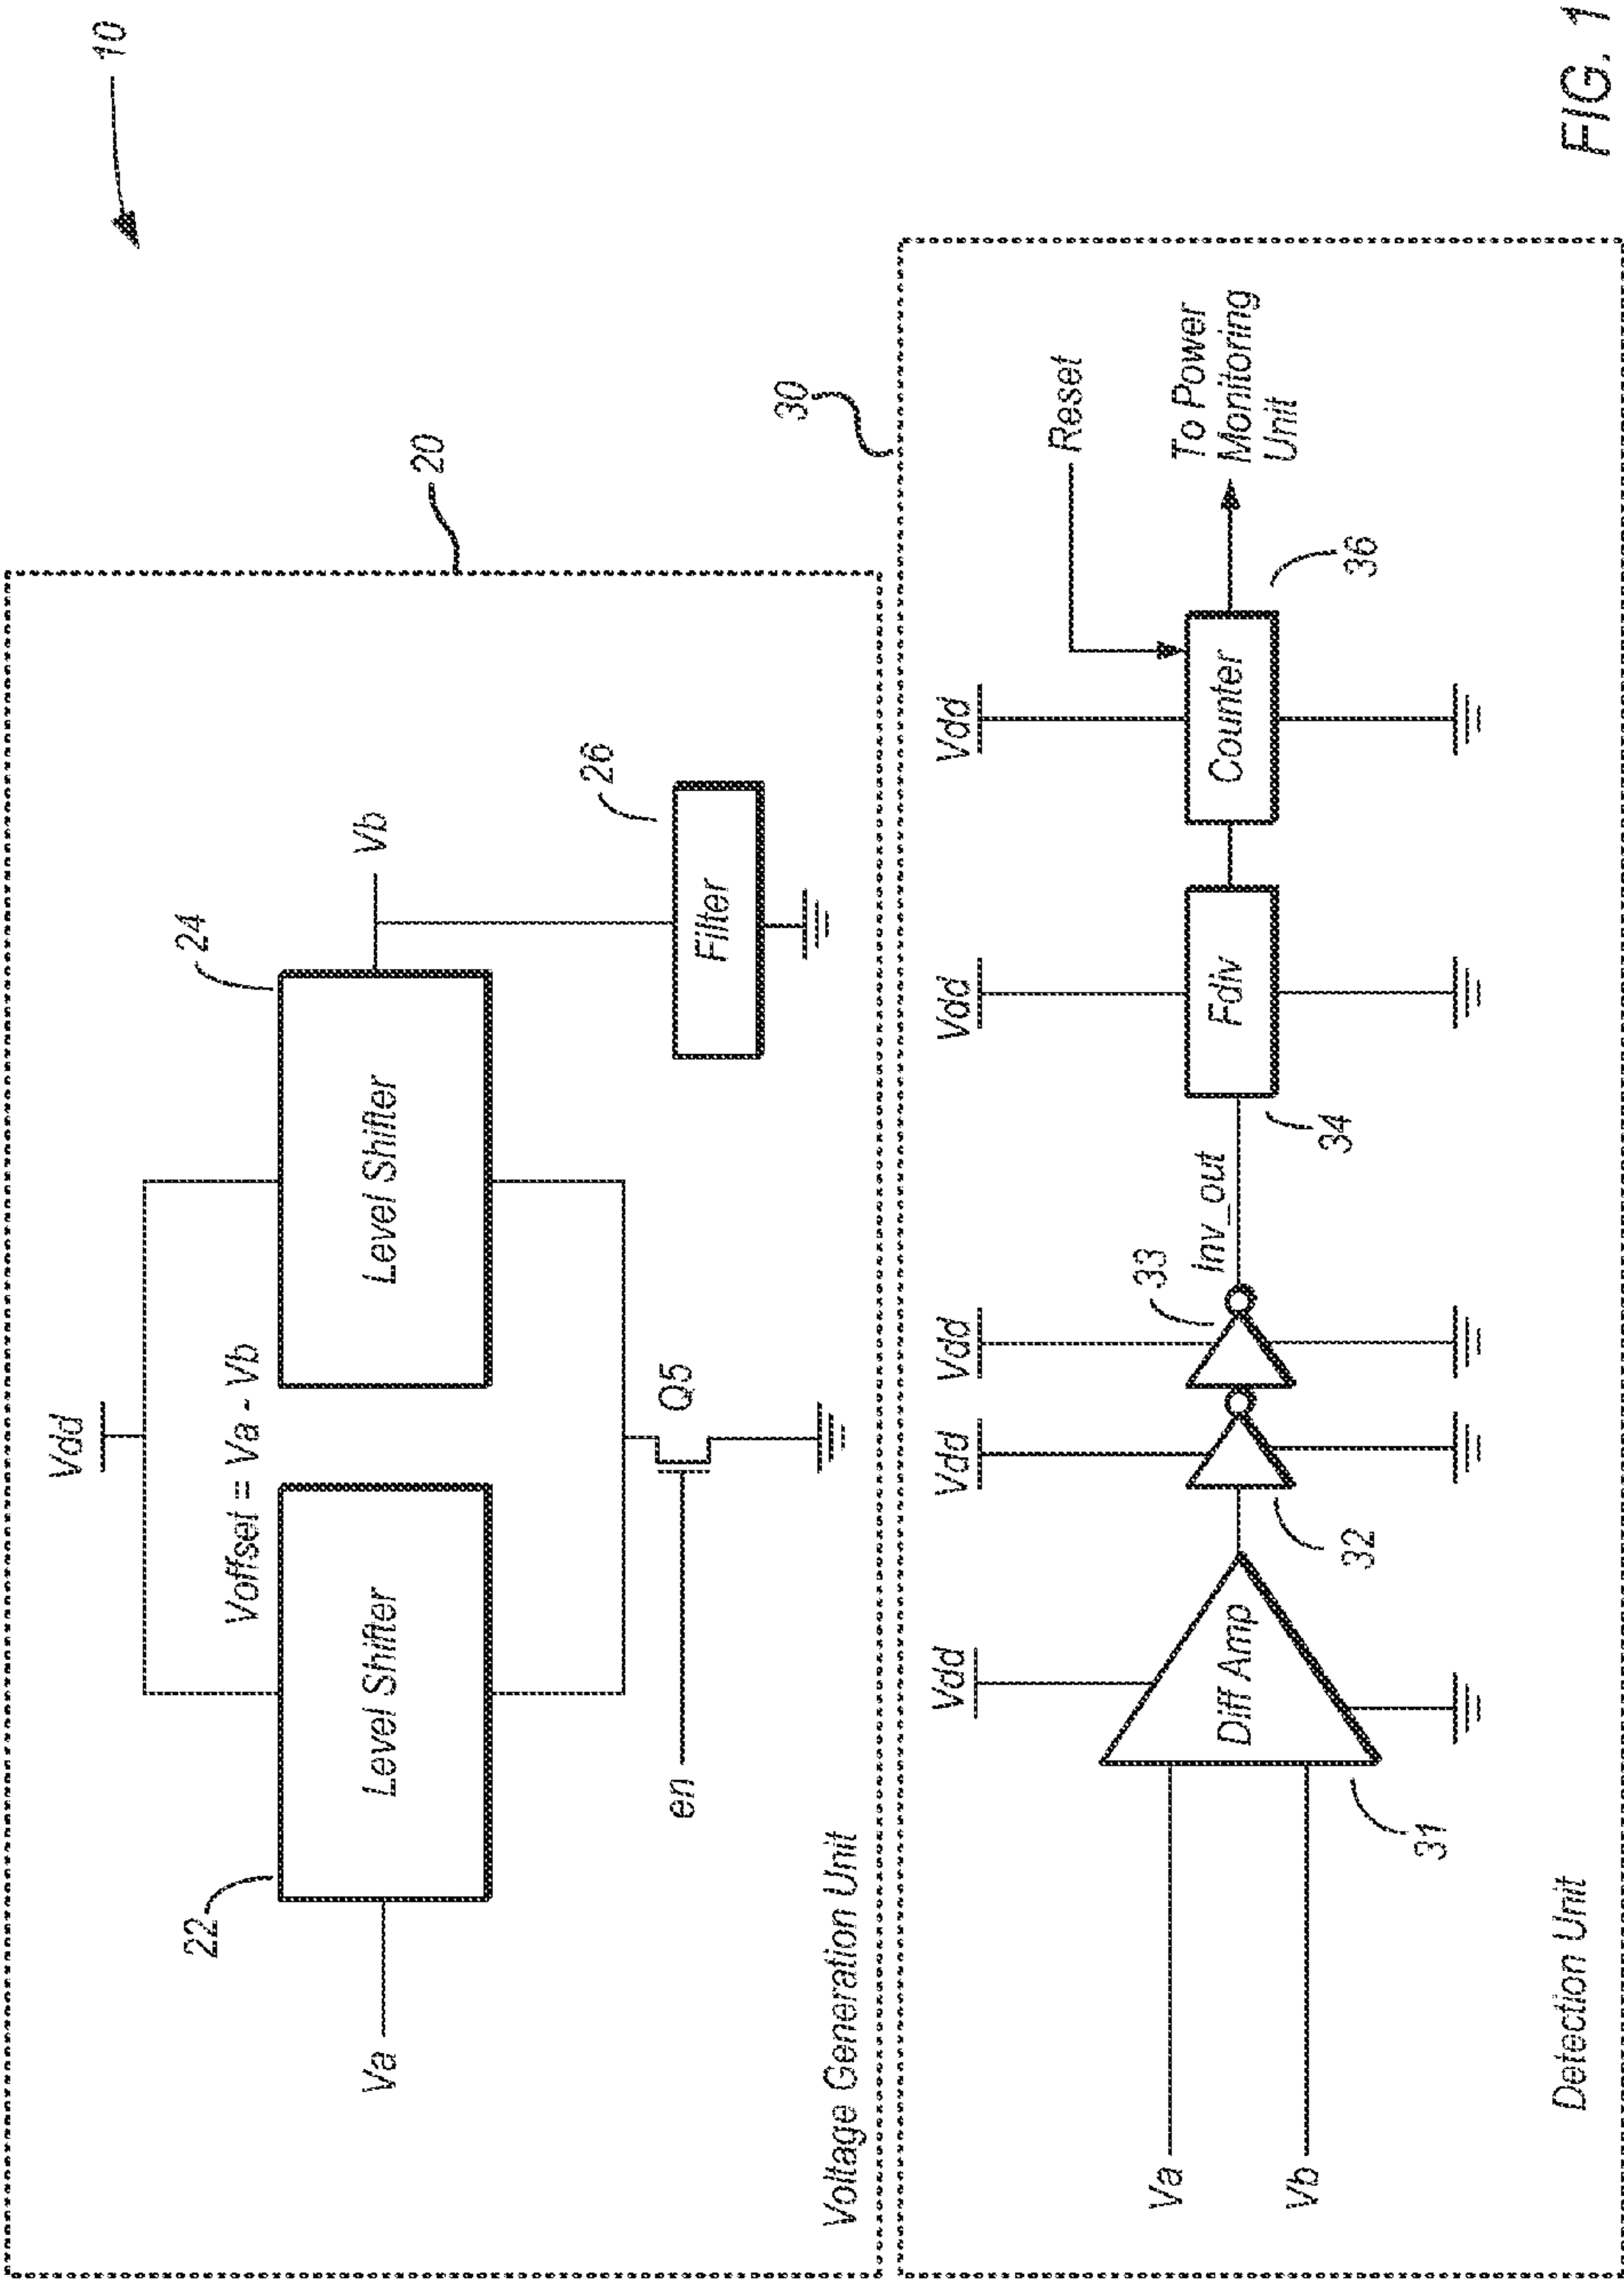 10
20
Vdd
Voffset = Va - Vb
22
24
Va
Level Shifter
Level Shifter
Vb
26
Filter
en
Q5
Voltage Generation Unit
30
Vdd
Vdd
Vdd
Vdd
Vdd
Reset
Va
Vb
Diff Amp
33
Inv_out
Fdiv
Counter
To Power
Monitoring
Unit
31
32
34
36
Detection Unit
FIG. 1